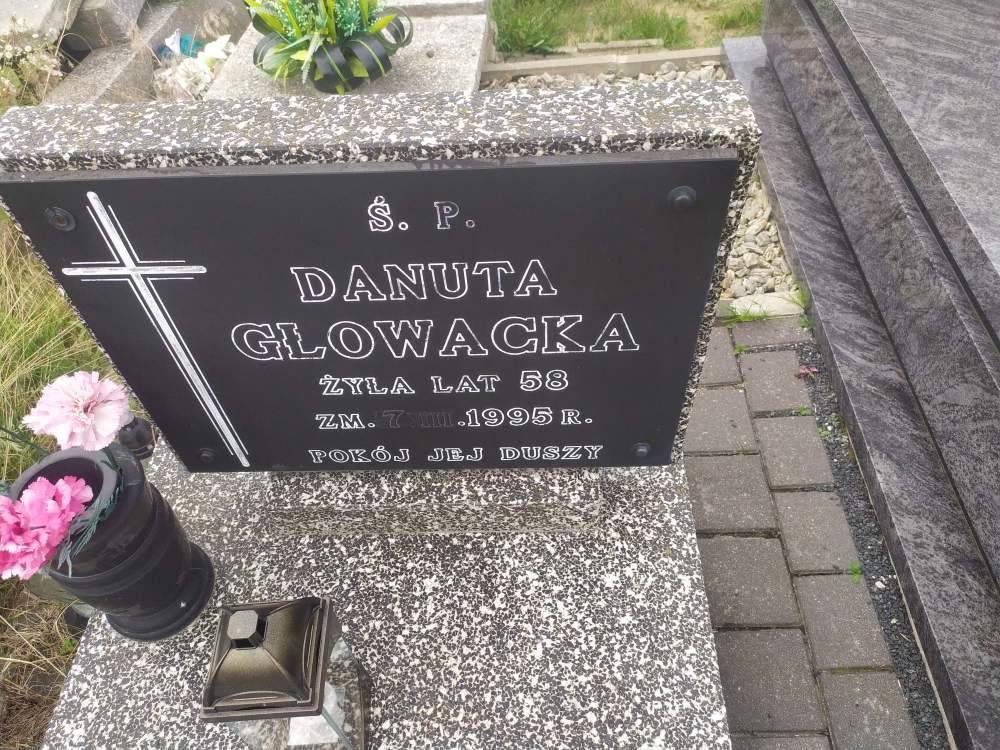 Ś. P.
DANUTA
GŁOWACKA
ŻYŁA LAT 58
ZM. 7 .1995 R.
POKÓJ JEJ DUSZY